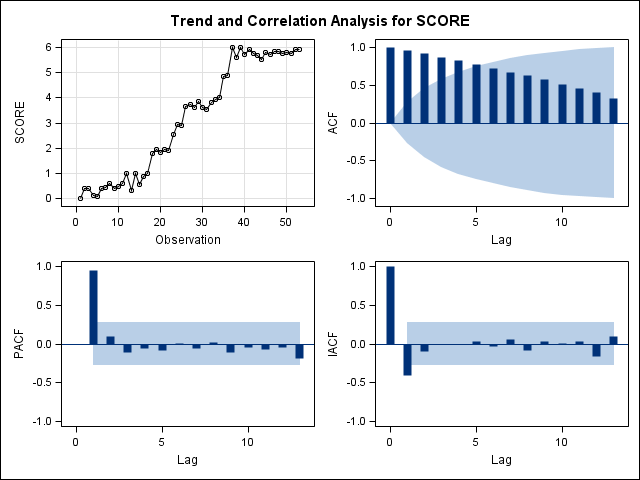 Trend and Correlation Analysis for SCORE
SCORE
6
5
4
3
2
1
0
0 10 20 30 40 50
Observation
ACF
1.0
0.5
0.0
-0.5
-1.0
0 5 10
Lag
PACF
1.0
0.5
0.0
-0.5
-1.0
0 5 10
Lag
IACF
1.0
0.5
0.0
-0.5
-1.0
0 5 10
Lag